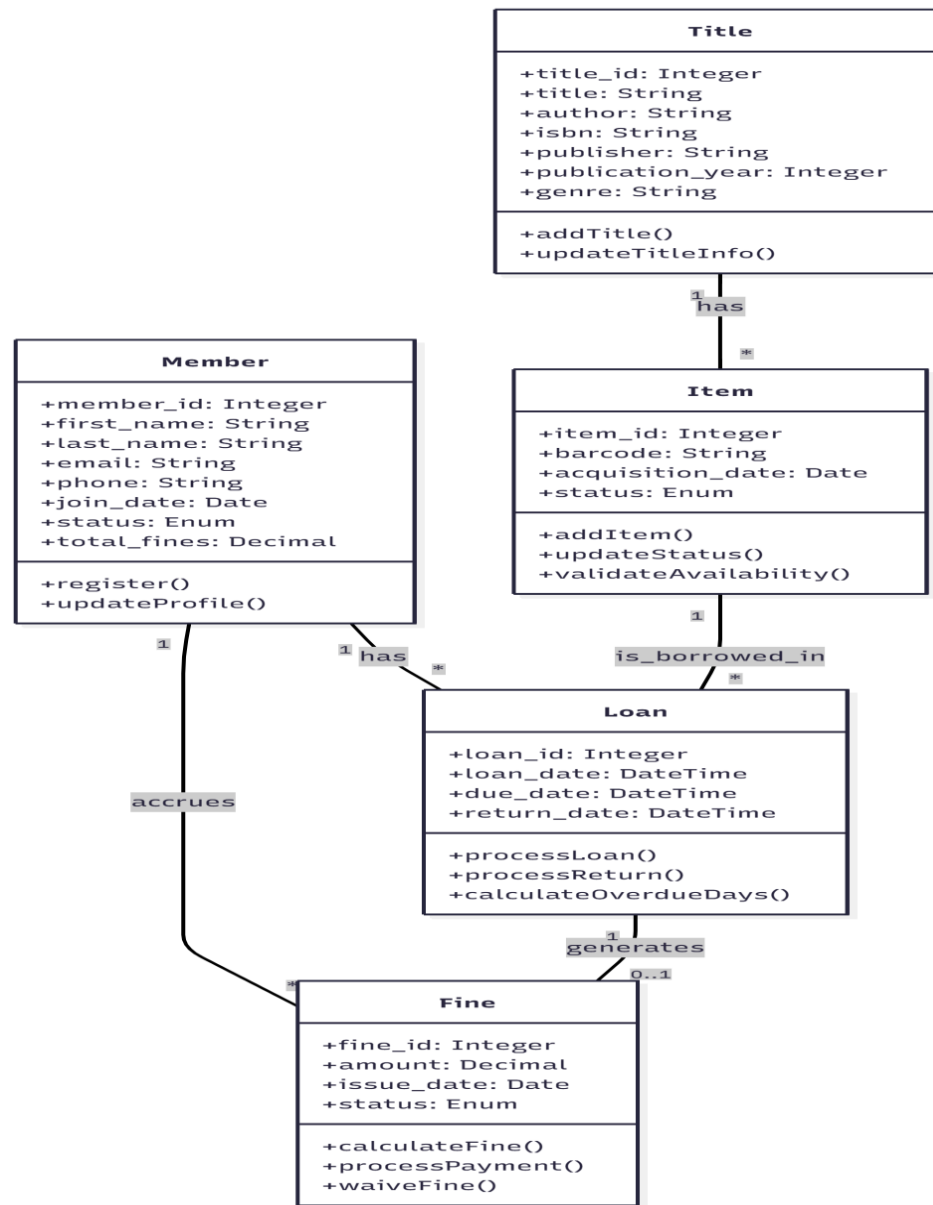 Title
+title_id: Integer
+title: String
+author: String
+isbn: String
+publisher: String
+publication_year: Integer
+genre: String
+addTitle()
+updateTitleInfo()
1
has
*
Member
+member_id: Integer
+first_name: String
+last_name: String
+email: String
+phone: String
+join_date: Date
+status: Enum
+total_fines: Decimal
+register()
+updateProfile()
Item
+item_id: Integer
+barcode: String
+acquisition_date: Date
+status: Enum
+addItem()
+updateStatus()
+validateAvailability()
1
1
has
*
1
is_borrowed_in
*
Loan
+loan_id: Integer
+loan_date: DateTime
+due_date: DateTime
+return_date: DateTime
+processLoan()
+processReturn()
+calculateOverdueDays()
accrues
*
1
generates
0..1
Fine
+fine_id: Integer
+amount: Decimal
+issue_date: Date
+status: Enum
+calculateFine()
+processPayment()
+waiveFine()